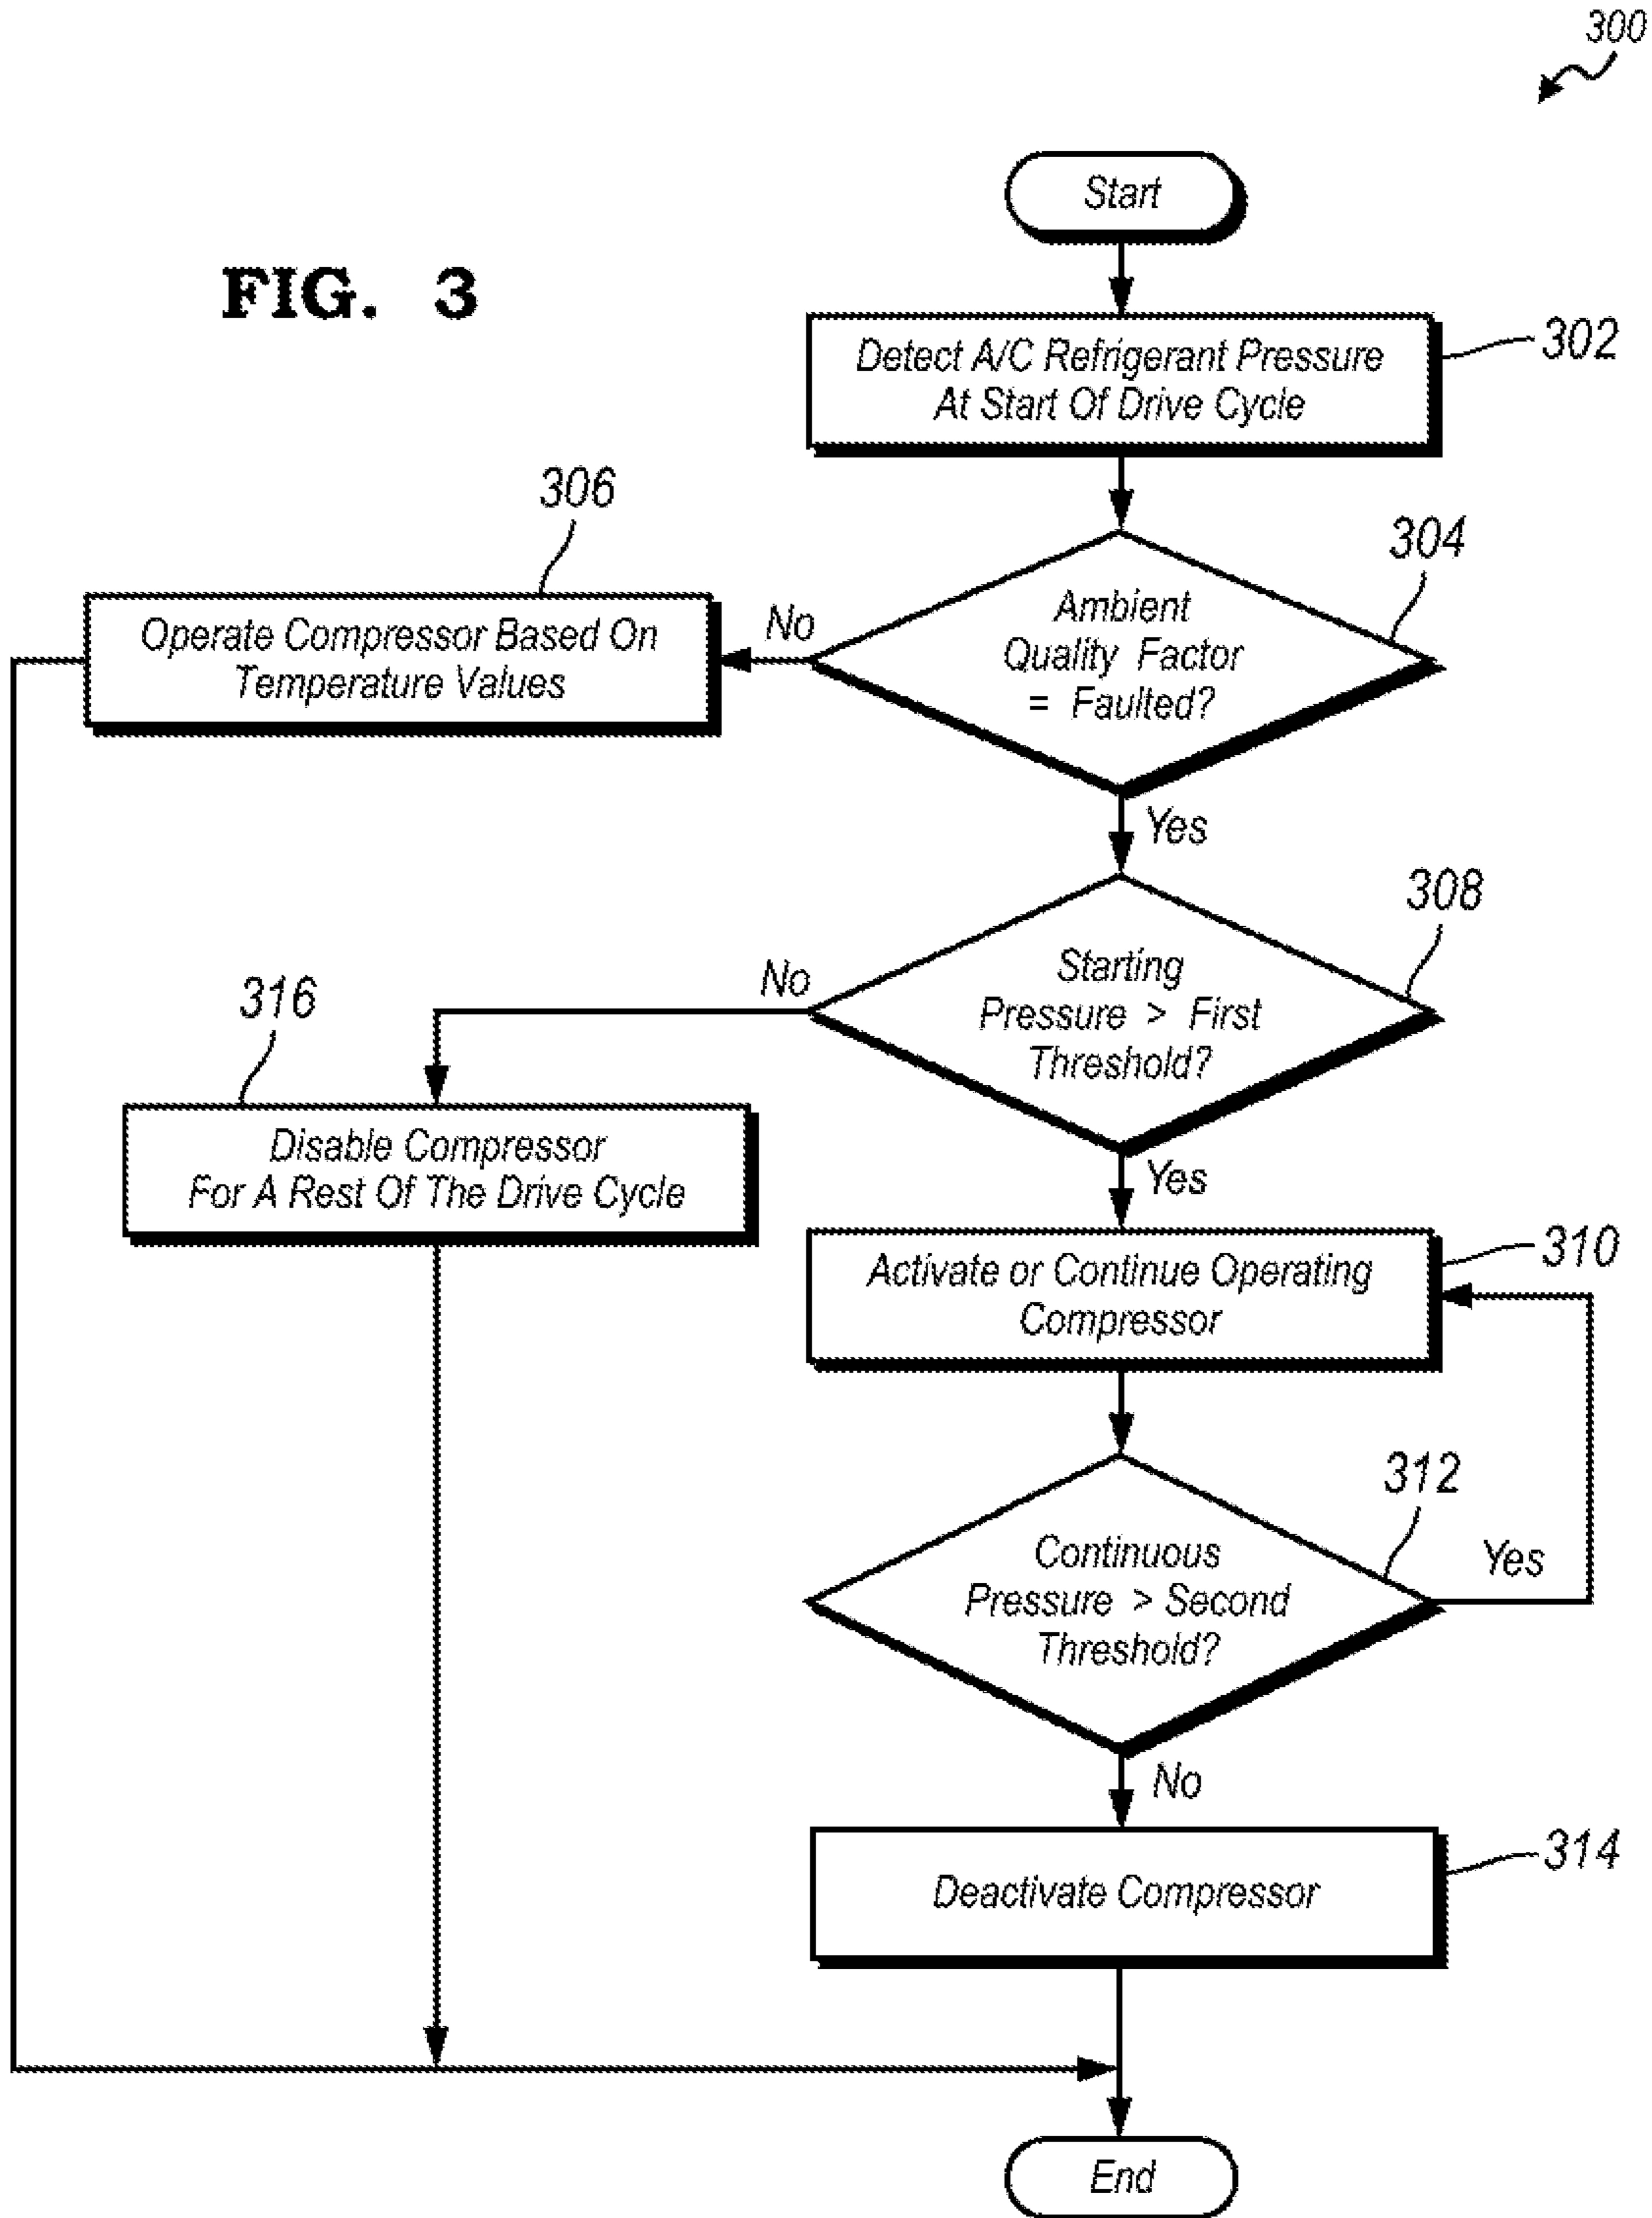 300
Start
FIG. 3
Detect A/C Refrigerant Pressure
At Start Of Drive Cycle
302
306
304
Operate Compressor Based On
Temperature Values
No
Ambient
Quality Factor
= Faulted?
Yes
308
316
No
Starting
Pressure > First
Threshold?
Disable Compressor
For A Rest Of The Drive Cycle
Yes
310
Activate or Continue Operating
Compressor
312
Continuous
Pressure > Second
Threshold?
Yes
No
314
Deactivate Compressor
End